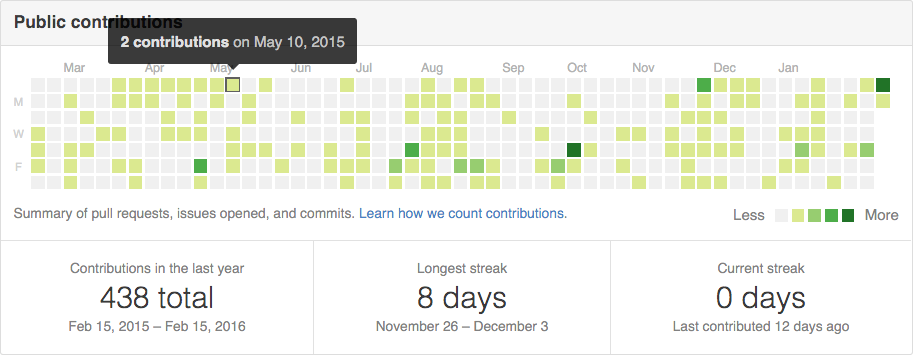 Public contributions
2 contributions on May 10, 2015
Mar Apr May Jun Jul Aug Sep Oct Nov Dec Jan
M
W
F
Summary of pull requests, issues opened, and commits. Learn how we count contributions.
Less More
Contributions in the last year
438 total
Feb 15, 2015 – Feb 15, 2016
Longest streak
8 days
November 26 – December 3
Current streak
0 days
Last contributed 12 days ago